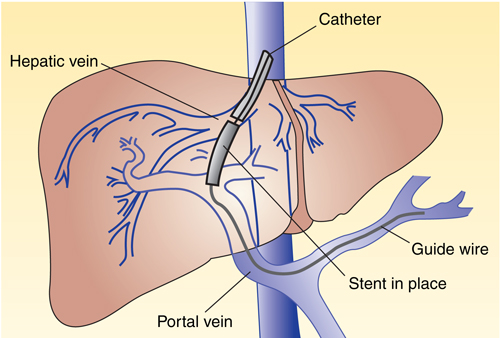 Catheter
Hepatic vein
Guide wire
Stent in place
Portal vein